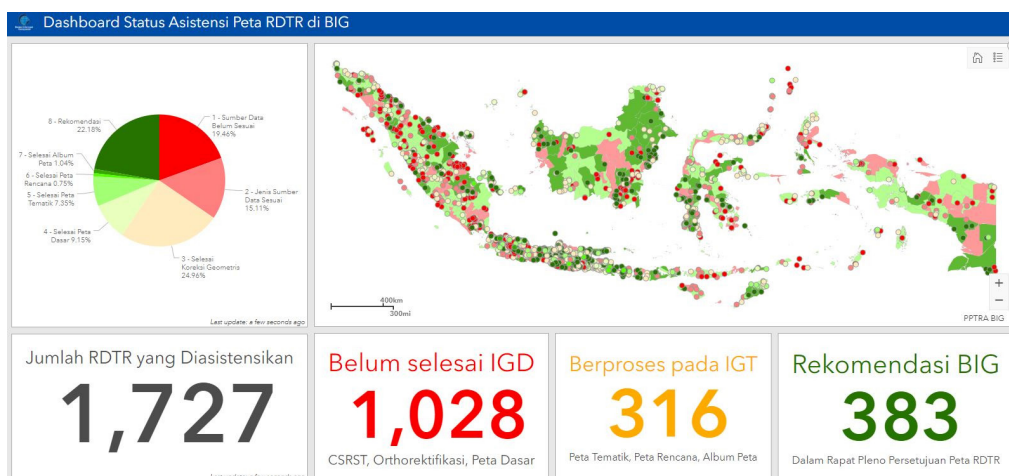 Dashboard Status Asistensi Peta RDTR di BIG
8 - Rekomendasi
22.18%
1 - Sumber Data
Belum Sesuai
19.46%
7 - Selesai Album
Peta 1.04%
6 - Selesai Peta
Rencana 0.75%
5 - Selesai Peta
Tematik 7.35%
2 - Jenis Sumber
Data Sesuai
15.11%
4 - Selesai Peta
Dasar 9.15%
3 - Selesai
Koreksi Geometris
24.96%
Last update: a few seconds ago
400km
300mi
+
−
PPTRA BIG
Jumlah RDTR yang Diasistensikan
1,727
Belum selesai IGD
1,028
CSRST, Orthorektifikasi, Peta Dasar
Berproses pada IGT
316
Peta Tematik, Peta Rencana, Album Peta
Rekomendasi BIG
383
Dalam Rapat Pleno Persetujuan Peta RDTR